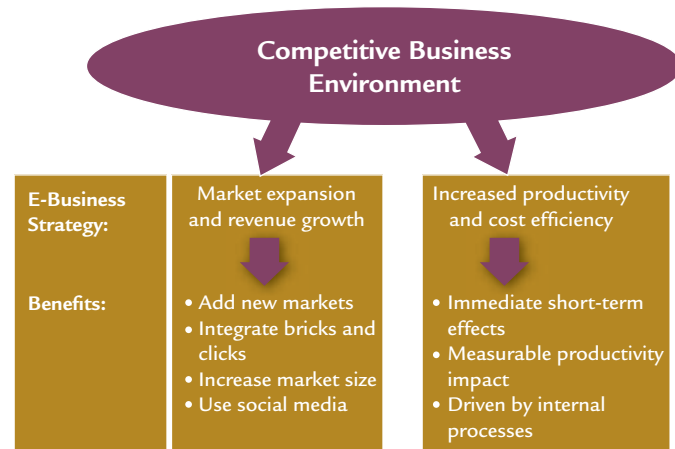 Competitive Business
Environment
E-Business
Strategy:
Market expansion
and revenue growth
Increased productivity
and cost efficiency
Benefits:
• Add new markets
• Integrate bricks and
clicks
• Increase market size
• Use social media
• Immediate short-term
effects
• Measurable productivity
impact
• Driven by internal
processes